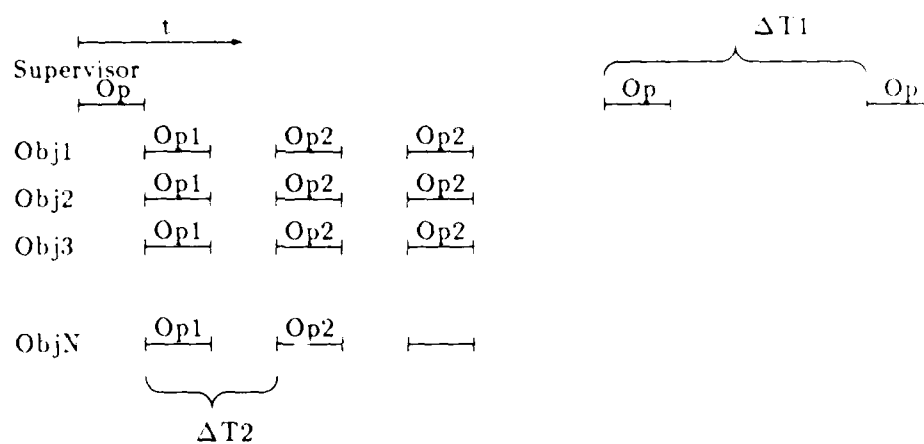 t
ΔT1
Supervisor
Op Op Op
Obj1 Op1 Op2 Op2
Obj2 Op1 Op2 Op2
Obj3 Op1 Op2 Op2
ObjN Op1 Op2
ΔT2